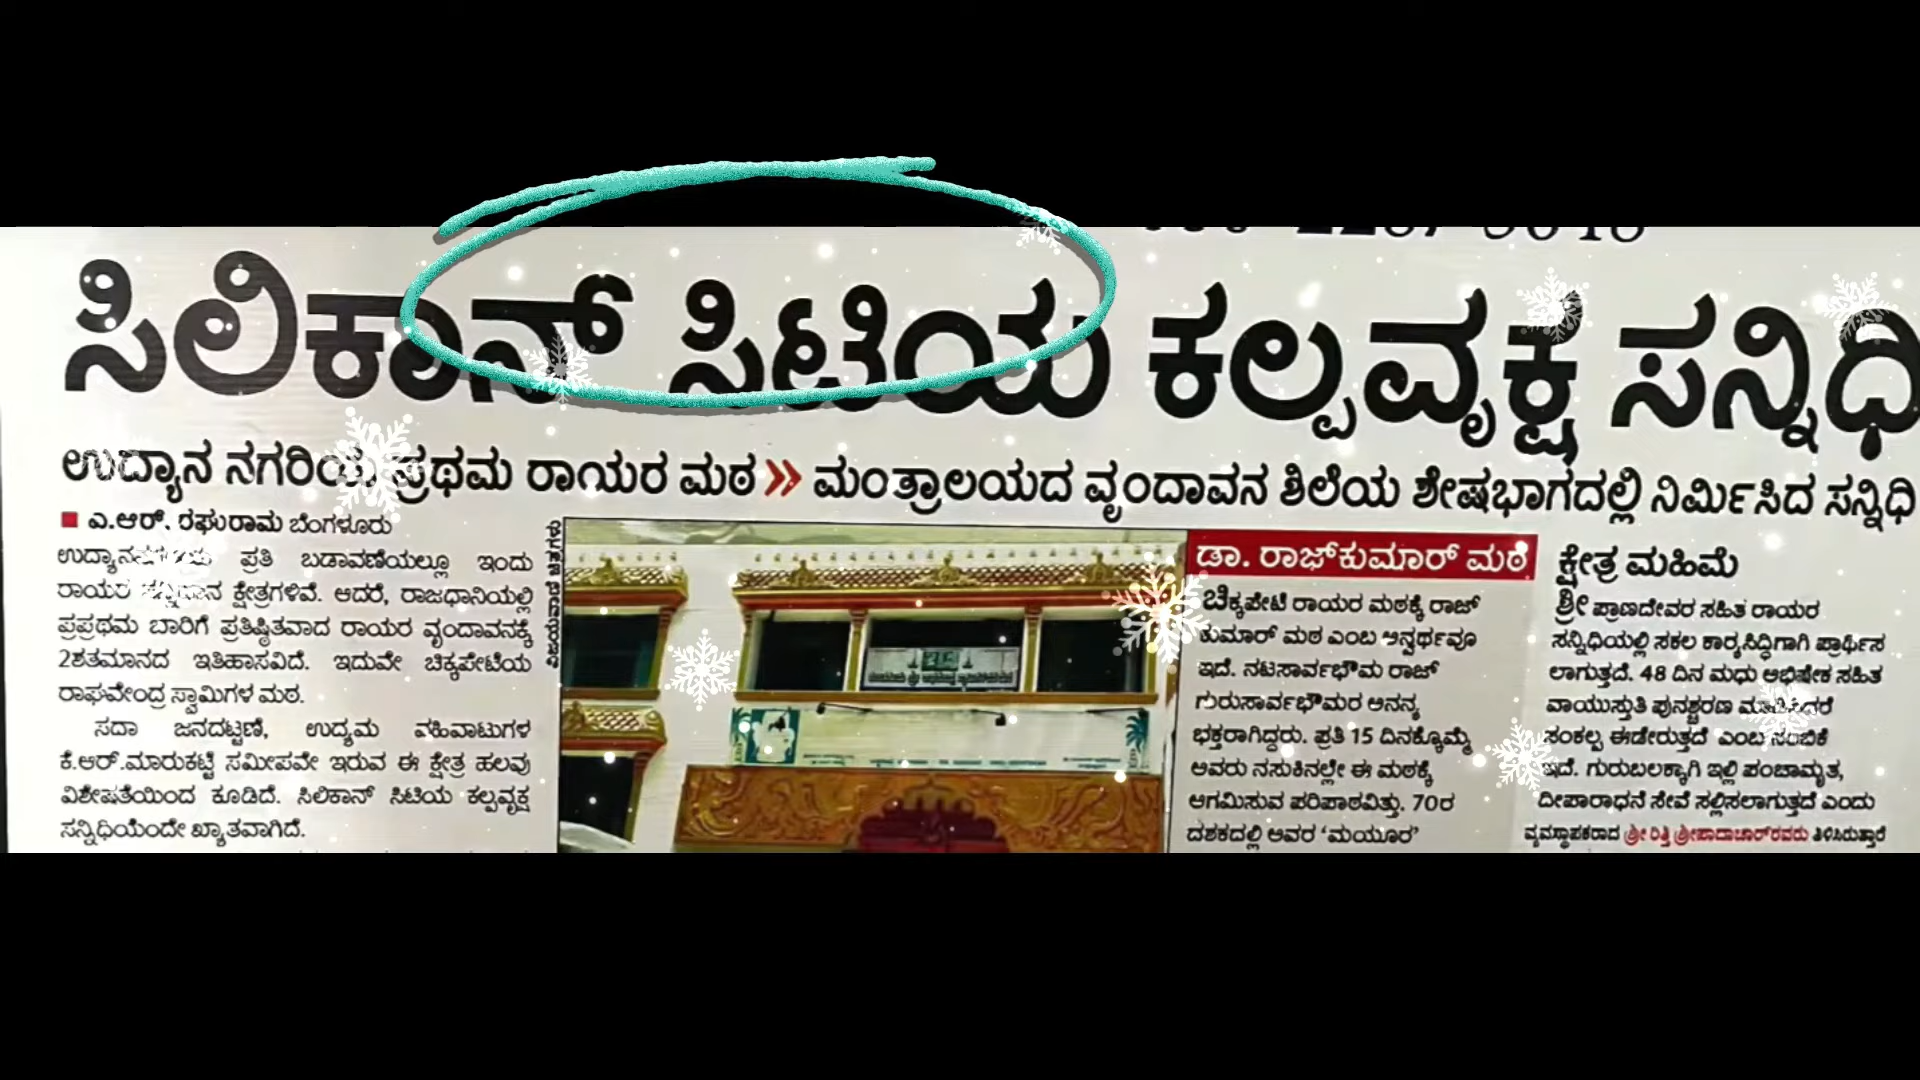 ಸಿಲಿಕಾನ್ ಸಿಟಿಯ ಕಲ್ಪವೃಕ್ಷ ಸನ್ನಿಧಿ
ಉದ್ಯಾನ ನಗರಿಯ ಪ್ರಥಮ ರಾಯರ ಮಠ » ಮಂತ್ರಾಲಯದ ವೃಂದಾವನ ಶಿಲೆಯ ಶೇಷಭಾಗದಲ್ಲಿ ನಿರ್ಮಿಸಿದ ಸನ್ನಿಧಿ
■ ಎ.ಆರ್. ರಘುರಾಮ ಬೆಂಗಳೂರು
ಪ್ರತಿ ಬಡಾವಣೆಯಲ್ಲೂ ಇಂದು
ರಾಯರ ಸನ್ನಿಧಾನ ಕ್ಷೇತ್ರಗಳಿವೆ. ಆದರೆ, ರಾಜಧಾನಿಯಲ್ಲಿ
ಪ್ರಪ್ರಥಮ ಬಾರಿಗೆ ಪ್ರತಿಷ್ಠಿತವಾದ ರಾಯರ ವೃಂದಾವನಕ್ಕೆ
2ಶತಮಾನದ ಇತಿಹಾಸವಿದೆ. ಇದುವೇ ಚಿಕ್ಕಪೇಟೆಯ
ರಾಘವೇಂದ್ರ ಸ್ವಾಮಿಗಳ ಮಠ.
ಸದಾ ಜನದಟ್ಟಣೆ, ಉದ್ಯಮ ವಹಿವಾಟುಗಳ
ಕೆ.ಆರ್.ಮಾರುಕಟ್ಟೆ ಸಮೀಪವೇ ಇರುವ ಈ ಕ್ಷೇತ್ರ ಹಲವು
ವಿಶೇಷತೆಯಿಂದ ಕೂಡಿದೆ. ಸಿಲಿಕಾನ್ ಸಿಟಿಯ ಕಲ್ಪವೃಕ್ಷ
ಸನ್ನಿಧಿಯೆಂದೇ ಖ್ಯಾತವಾಗಿದೆ.
ಡಾ. ರಾಜ್‌ಕುಮಾರ್ ಮಠ
ಚಿಕ್ಕಪೇಟೆ ರಾಯರ ಮಠಕ್ಕೆ ರಾಜ್
ಕುಮಾರ್ ಮಠ ಎಂಬ ಅನ್ವರ್ಥವೂ
ಇದೆ. ನಟಸಾರ್ವಭೌಮ ರಾಜ್
ಗುರುಸಾರ್ವಭೌಮರ ಅನನ್ಯ
ಭಕ್ತರಾಗಿದ್ದರು. ಪ್ರತಿ 15 ದಿನಕ್ಕೊಮ್ಮೆ
ಅವರು ನಸುಕಿನಲ್ಲೇ ಈ ಮಠಕ್ಕೆ
ಆಗಮಿಸುವ ಪರಿಪಾಠವಿತ್ತು. 70ರ
ದಶಕದಲ್ಲಿ ಅವರ ‘ಮಯೂರ’
ಕ್ಷೇತ್ರ ಮಹಿಮೆ
ಶ್ರೀ ಪ್ರಾಣದೇವರ ಸಹಿತ ರಾಯರ
ಸನ್ನಿಧಿಯಲ್ಲಿ ಸಕಲ ಕಾರ‍್ಯಸಿದ್ಧಿಗಾಗಿ ಪ್ರಾರ್ಥಿಸ
ಲಾಗುತ್ತದೆ. 48 ದಿನ ಮಧು ಅಭಿಷೇಕ ಸಹಿತ
ವಾಯುಸ್ತುತಿ ಪುನಶ್ಚರಣ ಮಾಡಿಸಿದರೆ
ಸಂಕಲ್ಪ ಈಡೇರುತ್ತದೆ ಎಂಬ ನಂಬಿಕೆ
ಇದೆ. ಗುರುಬಲಕ್ಕಾಗಿ ಇಲ್ಲಿ ಪಂಚಾಮೃತ,
ದೀಪಾರಾಧನೆ ಸೇವೆ ಸಲ್ಲಿಸಲಾಗುತ್ತದೆ ಎಂದು
ವ್ಯವಸ್ಥಾಪಕರಾದ ಶ್ರೀ ರಿತ್ತಿ ಶ್ರೀಪಾದಾಚಾರ್‌ರವರು ತಿಳಿಸಿರುತ್ತಾರೆ